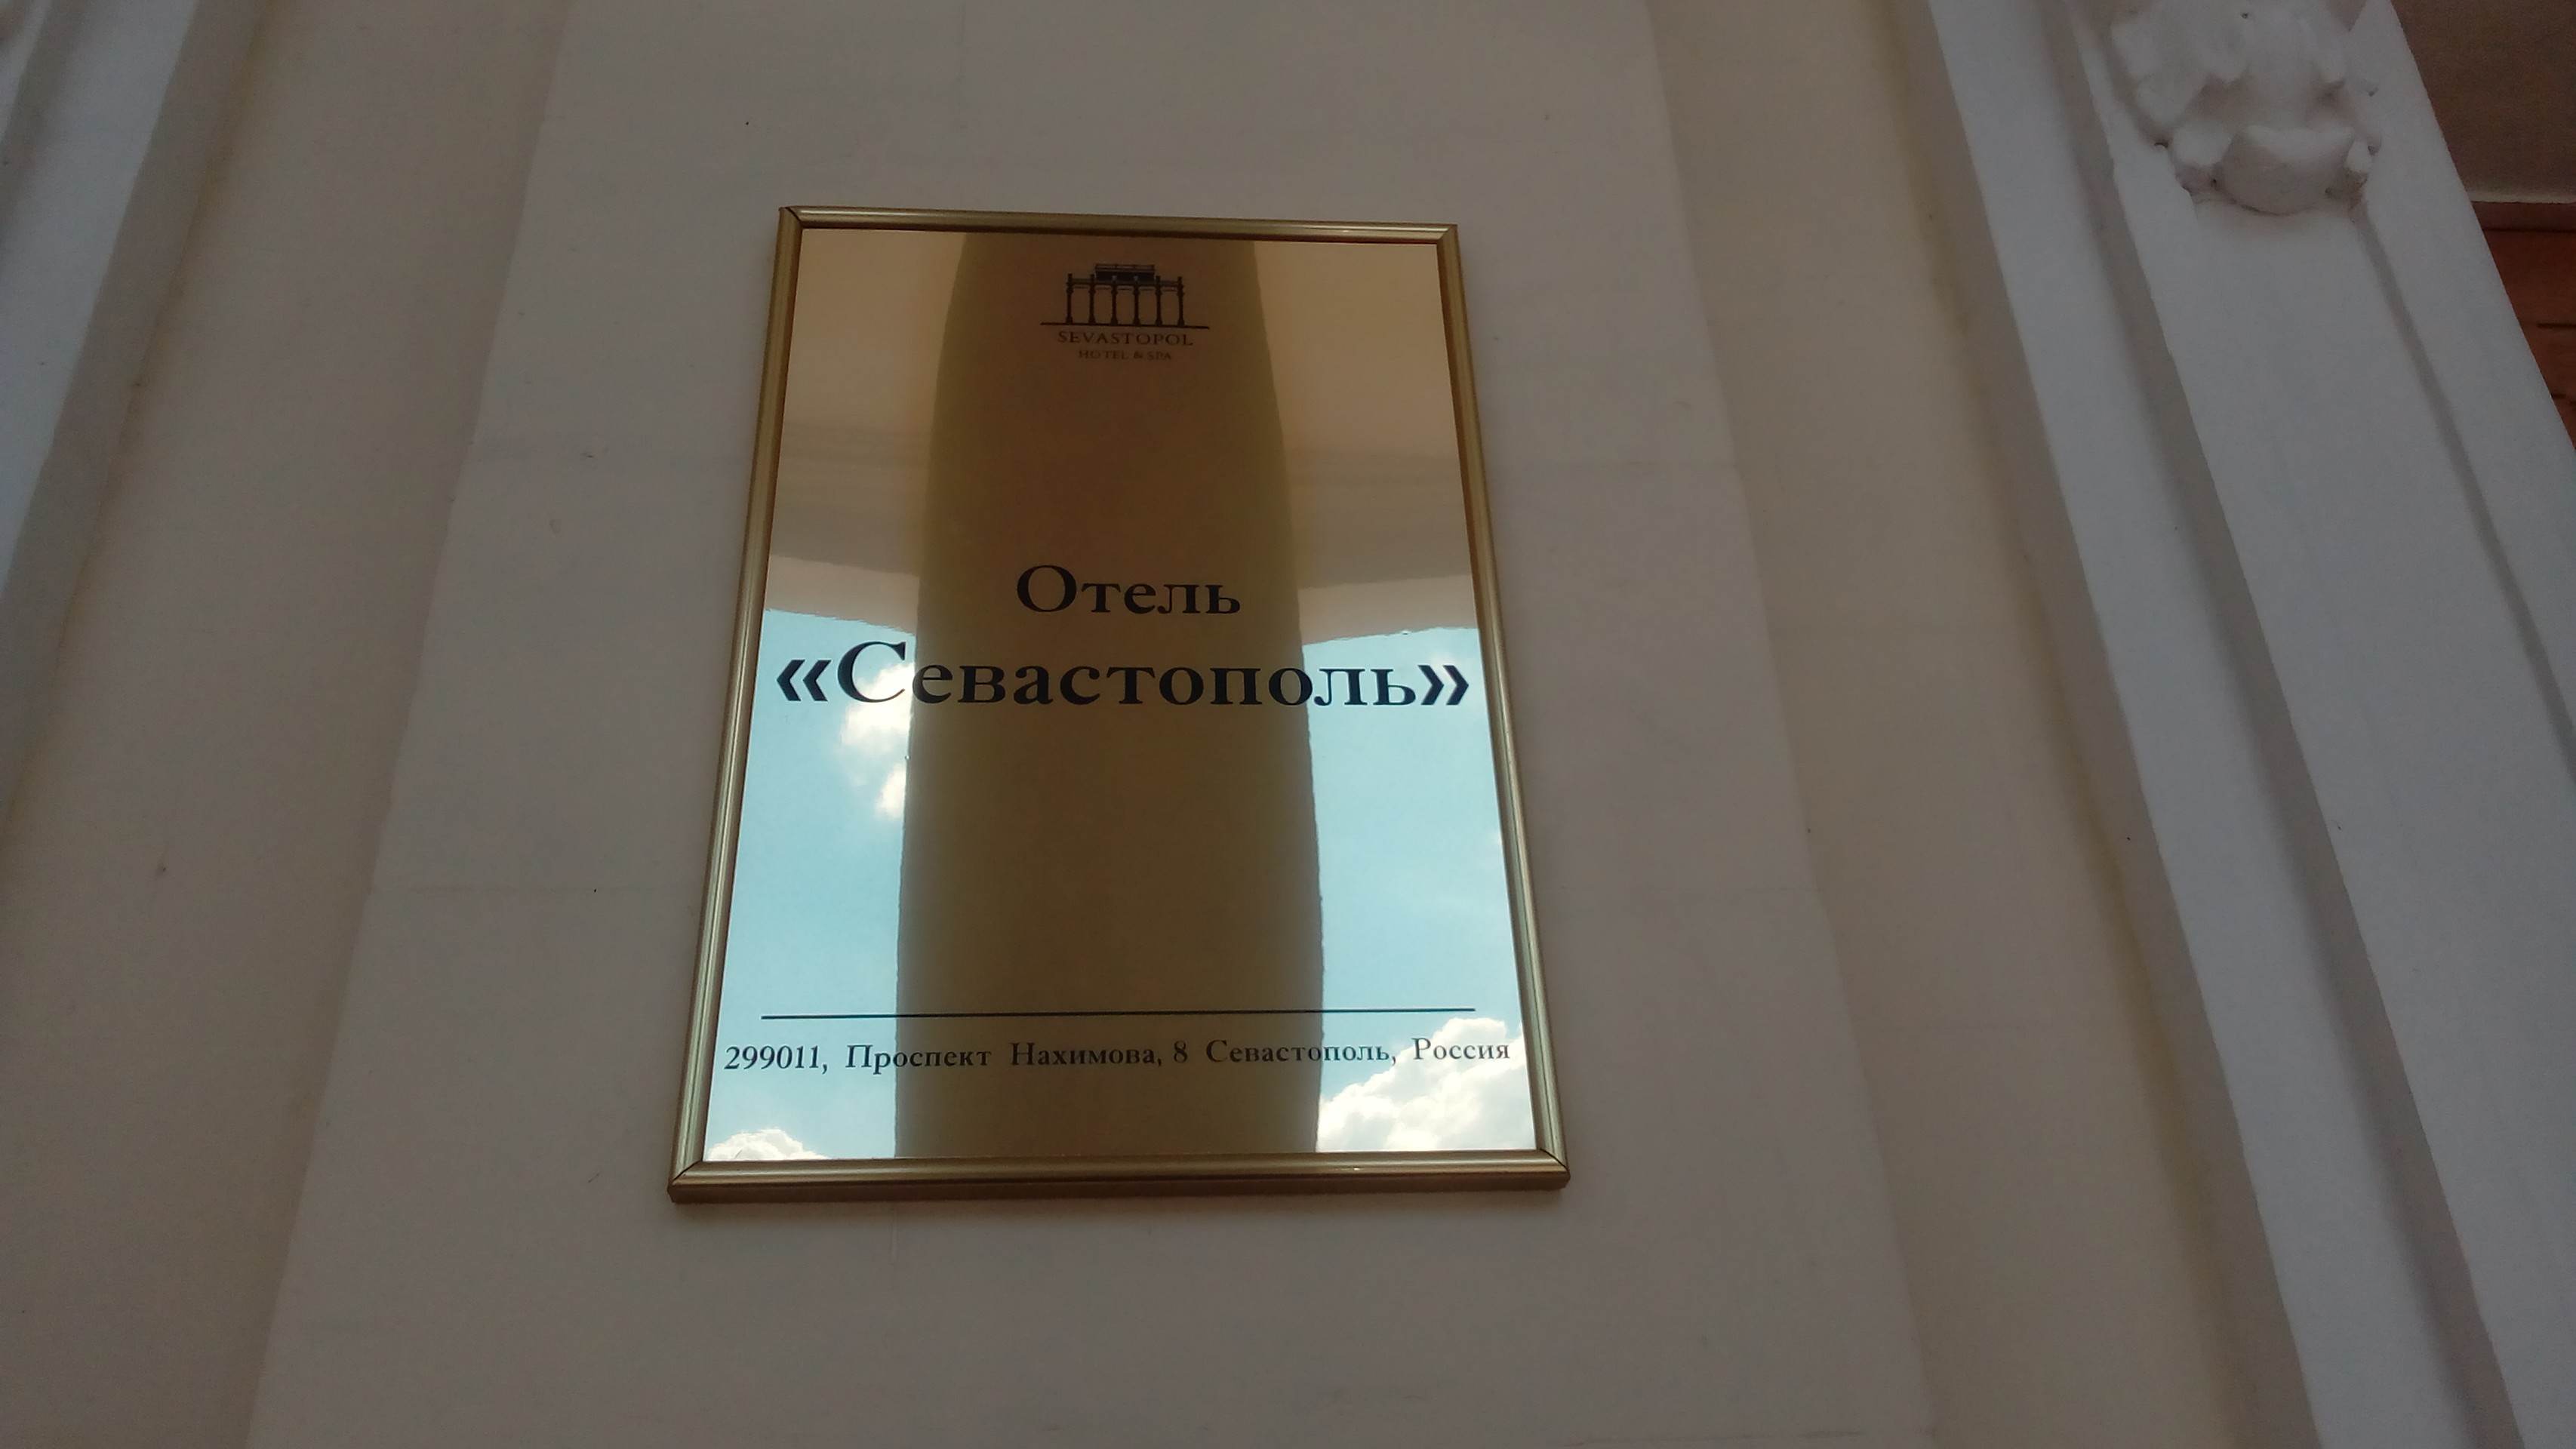 SEVASTOPOL
HOTEL & SPA
Отель
«Севастополь»
299011, Проспект Нахимова, 8 Севастополь, Россия